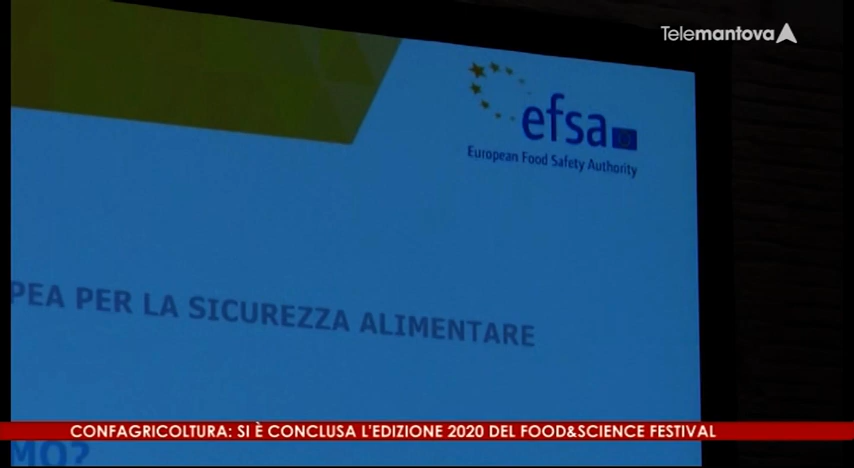 Telemantova
efsa
European Food Safety Authority
PEA PER LA SICUREZZA ALIMENTARE
CONFAGRICOLTURA: SI È CONCLUSA L'EDIZIONE 2020 DEL FOOD&SCIENCE FESTIVAL
MO?